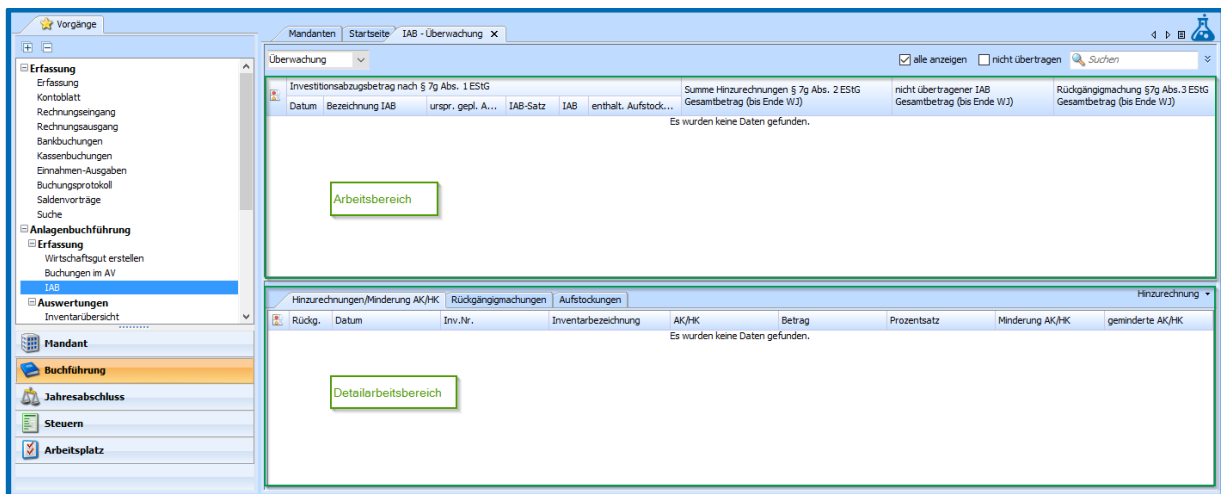 Vorgänge
Erfassung
Erfassung
Kontoblatt
Rechnungseingang
Rechnungsausgang
Bankbuchungen
Kassenbuchungen
Einnahmen-Ausgaben
Buchungsprotokoll
Saldenvorträge
Suche
Anlagenbuchführung
Erfassung
Wirtschaftsgut erstellen
Buchungen im AV
IAB
Auswertungen
Inventarübersicht
Mandant
Buchführung
Jahresabschluss
Steuern
Arbeitsplatz
Mandanten Startseite IAB - Überwachung X
Überwachung alle anzeigen nicht übertragen Suchen
Investitionsabzugsbetrag nach § 7g Abs. 1 EStG
Datum Bezeichnung IAB urspr. gepl. A... IAB-Satz IAB enthalt. Aufstock...
Summe Hinzurechnungen § 7g Abs. 2 EStG
Gesamtbetrag (bis Ende WJ)
nicht übertragener IAB
Gesamtbetrag (bis Ende WJ)
Rückgängigmachung §7g Abs.3 EStG
Gesamtbetrag (bis Ende WJ)
Es wurden keine Daten gefunden.
Arbeitsbereich
Hinzurechnungen/Minderung AK/HK Rückgängigmachungen Aufstockungen Hinzurechnung
Rückg. Datum Inv.Nr. Inventarbezeichnung AK/HK Betrag Prozentsatz Minderung AK/HK geminderte AK/HK
Es wurden keine Daten gefunden.
Detailarbeitsbereich